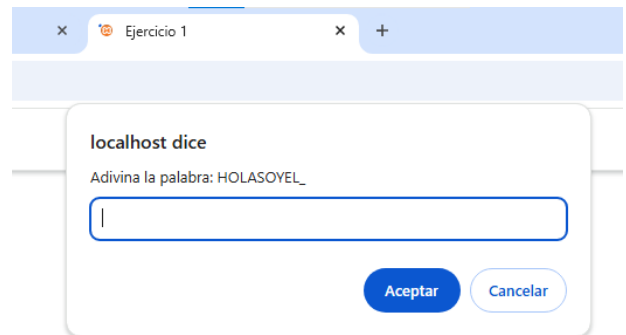 Ejercicio 1
localhost dice
Adivina la palabra: HOLASOYEL_
Aceptar
Cancelar